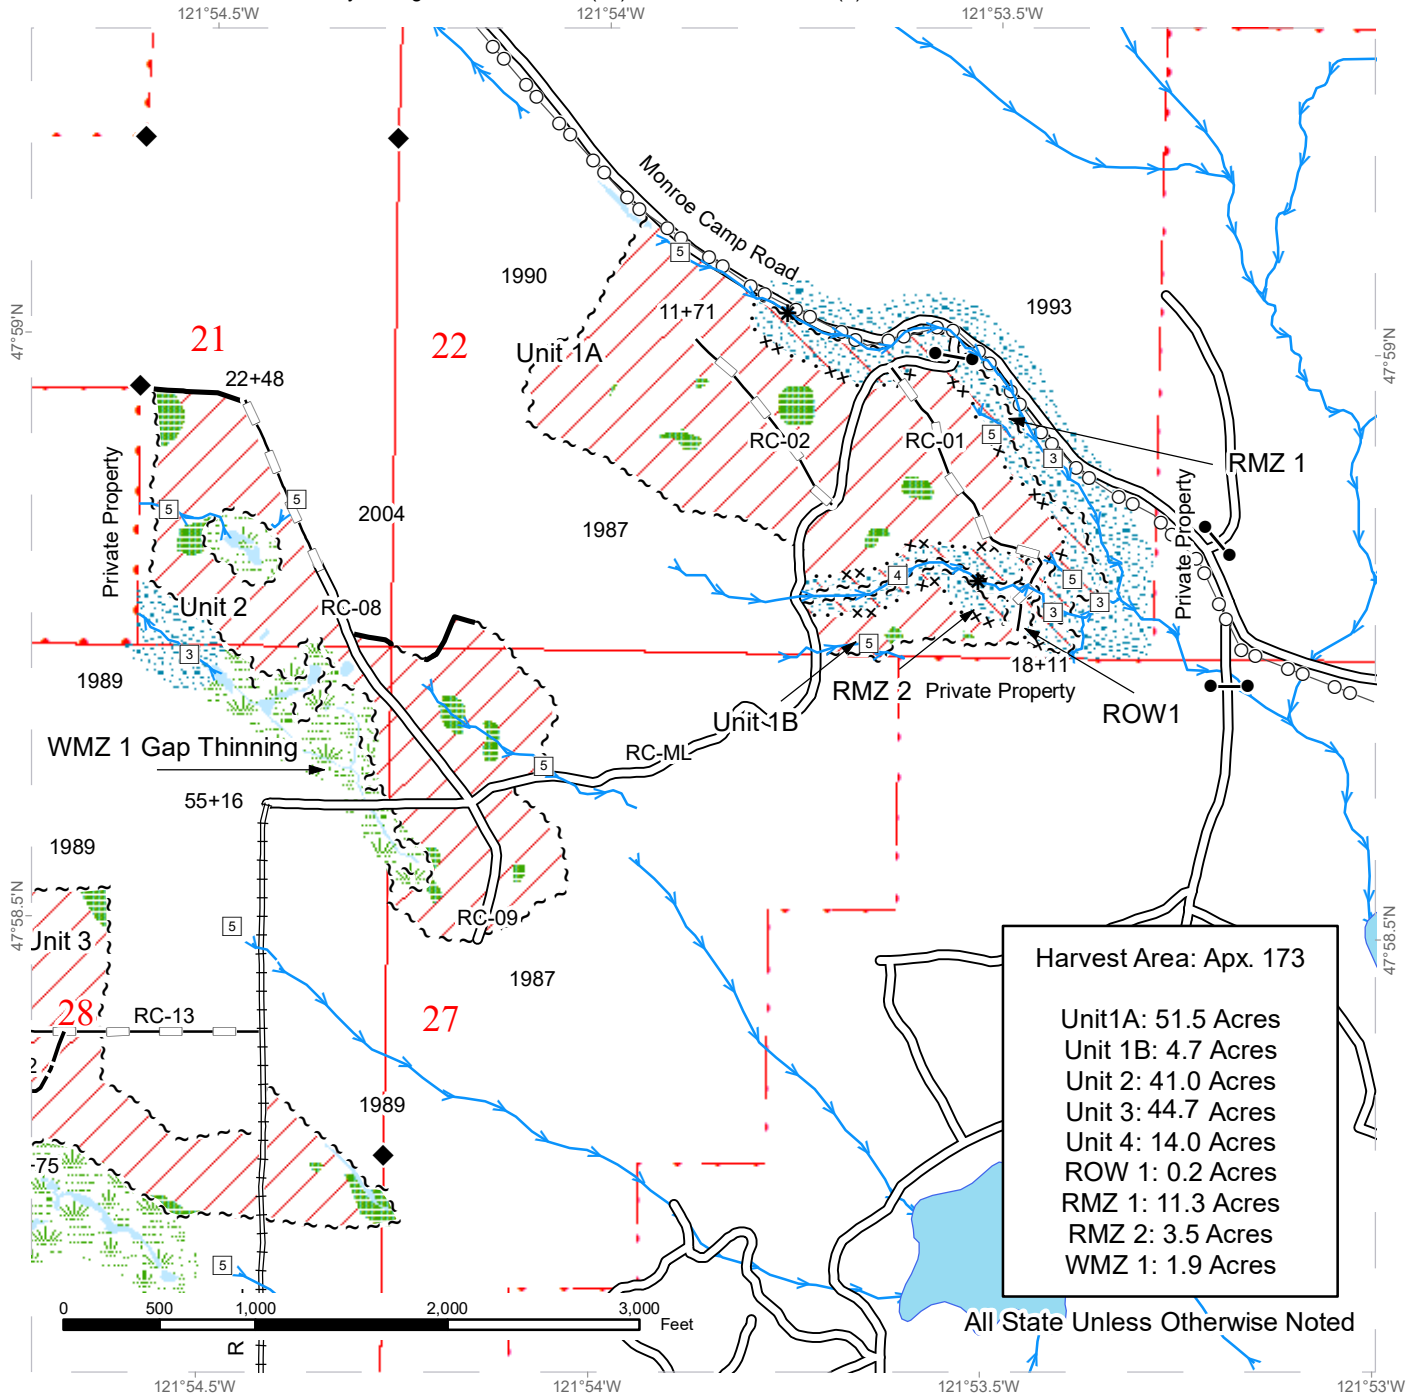 121°54.5'W
121°54'W
121°53.5'W
47°59'N
47°59'N
47°58.5'N
47°58.5'N
Monroe Camp Road
1990
1993
11+71
21
22
Unit 1A
22+48
RC-02
RC-01
RMZ 1
Private Property
Private Property
2004
1987
5
5
5
5
3
4
5
3
3
5
3
5
5
Unit 2
RC-08
1989
18+11
RMZ 2
Private Property
ROW1
Unit 1B
WMZ 1 Gap Thinning
RC-ML
55+16
1989
RC-09
5
Unit 3
1987
28
RC-13
27
2
1989
-75
5
Harvest Area: Apx. 173
Unit1A: 51.5 Acres
Unit 1B: 4.7 Acres
Unit 2: 41.0 Acres
Unit 3: 44.7 Acres
Unit 4: 14.0 Acres
ROW 1: 0.2 Acres
RMZ 1: 11.3 Acres
RMZ 2: 3.5 Acres
WMZ 1: 1.9 Acres
0 500 1,000 2,000 3,000
Feet
All State Unless Otherwise Noted
R
121°54.5'W
121°54'W
121°53.5'W
121°53'W